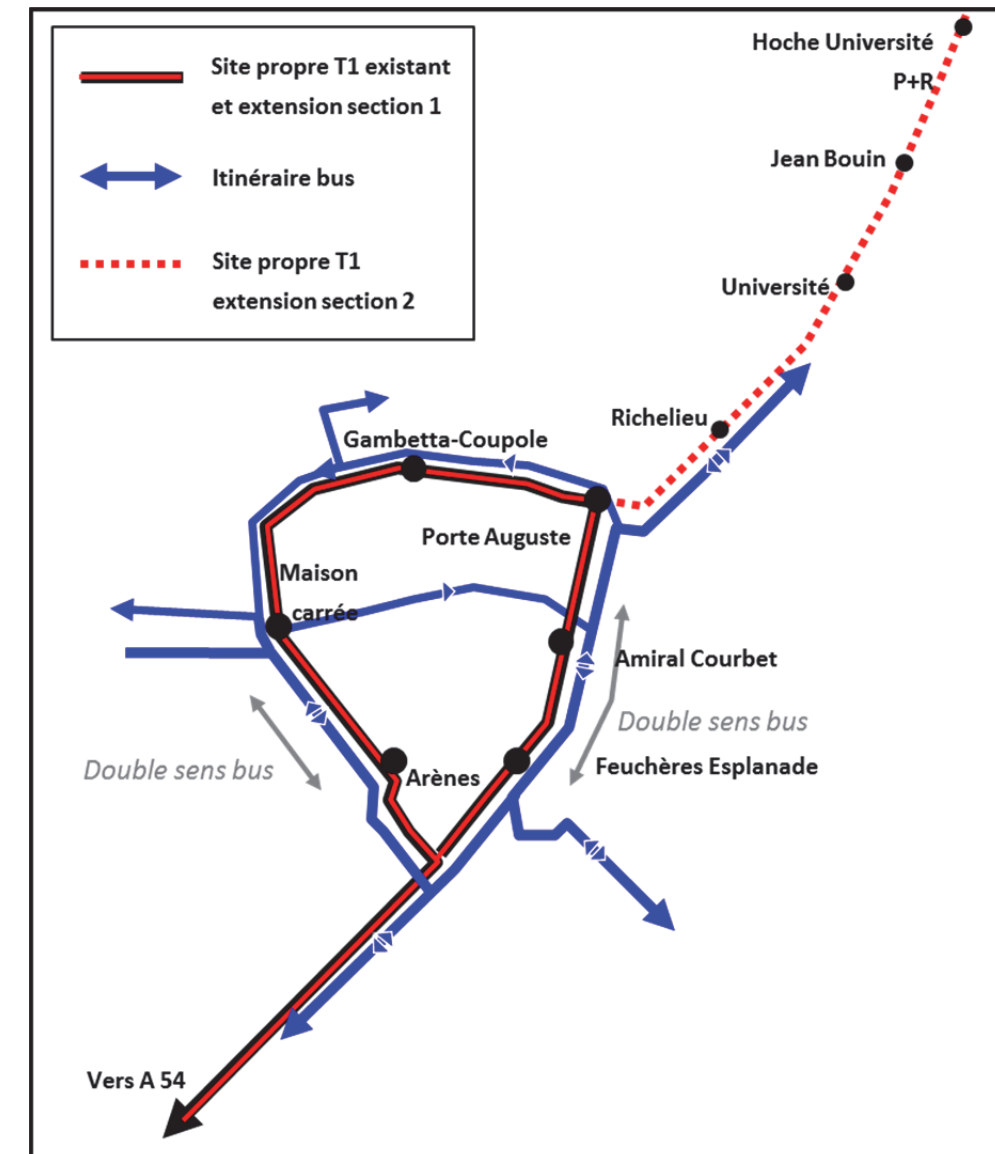 Site propre T1 existant
et extension section 1
Itinéraire bus
Site propre T1
extension section 2
Hoche Université
P+R
Jean Bouin
Université
Richelieu
Gambetta-Coupole
Porte Auguste
Maison
carrée
Amiral Courbet
Double sens bus
Feuchères Esplanade
Double sens bus
Arènes
Vers A 54